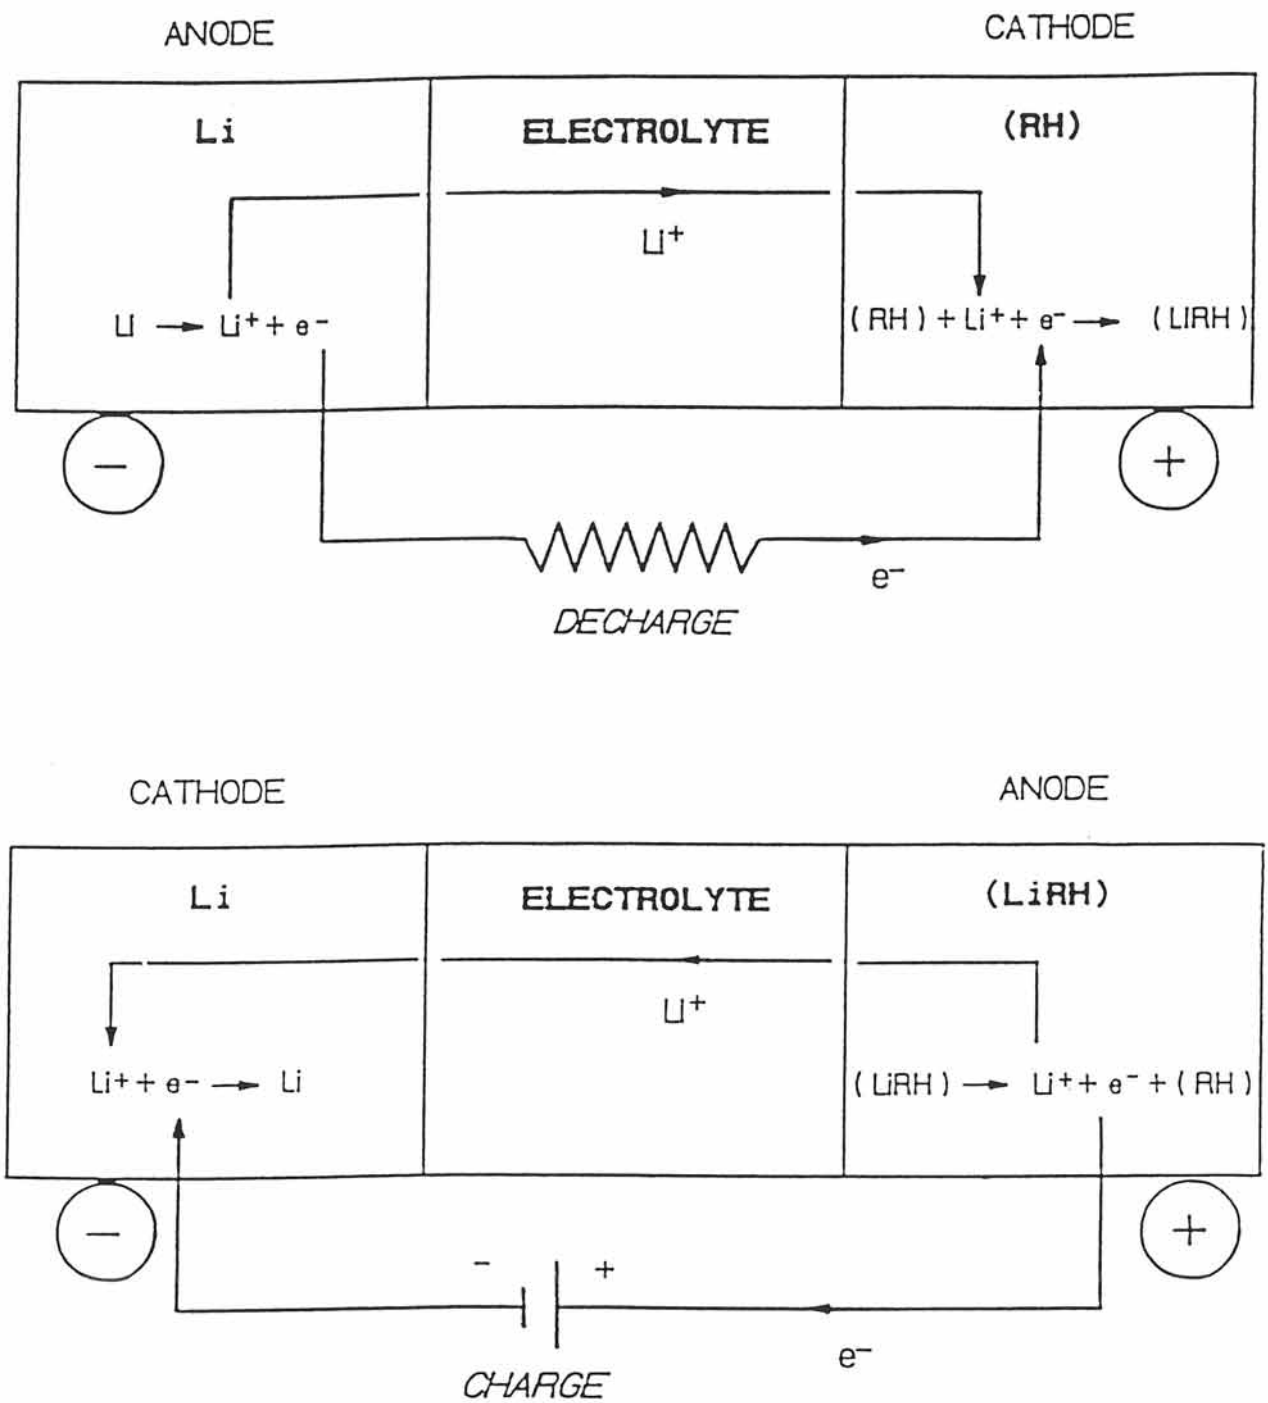 ANODE CATHODE
Li ELECTROLYTE (RH)
Li⁺
Li → Li⁺ + e⁻ (RH) + Li⁺ + e⁻ → (LiRH)
− +
e⁻
DECHARGE
CATHODE ANODE
Li ELECTROLYTE (LiRH)
Li⁺
Li⁺ + e⁻ → Li (LiRH) → Li⁺ + e⁻ + (RH)
− +
- +
e⁻
CHARGE